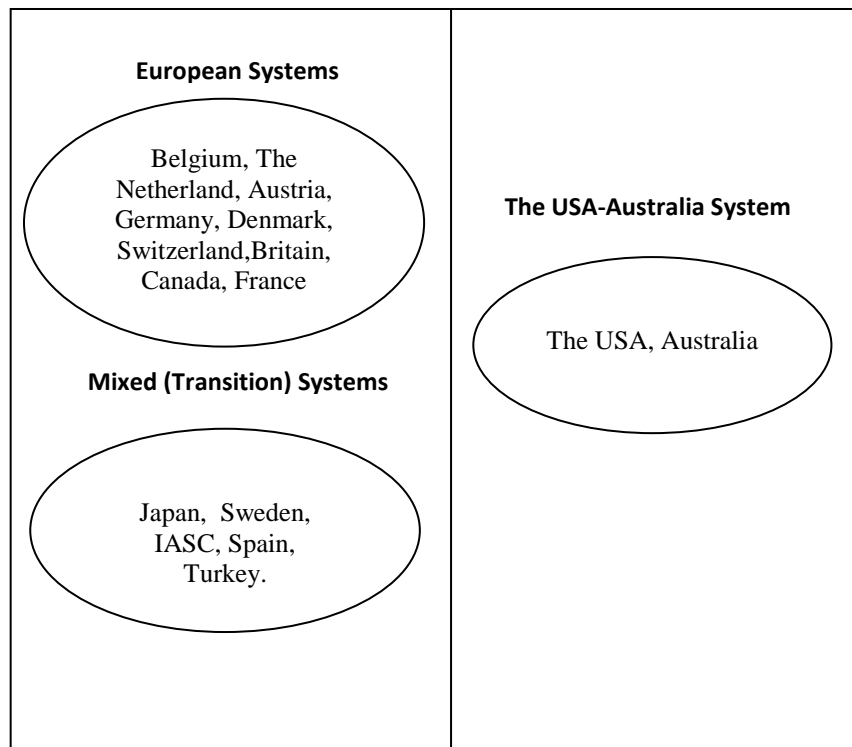 European Systems
Belgium, The
Netherland, Austria,
Germany, Denmark,
Switzerland,Britain,
Canada, France
Mixed (Transition) Systems
Japan, Sweden,
IASC, Spain,
Turkey.
The USA-Australia System
The USA, Australia